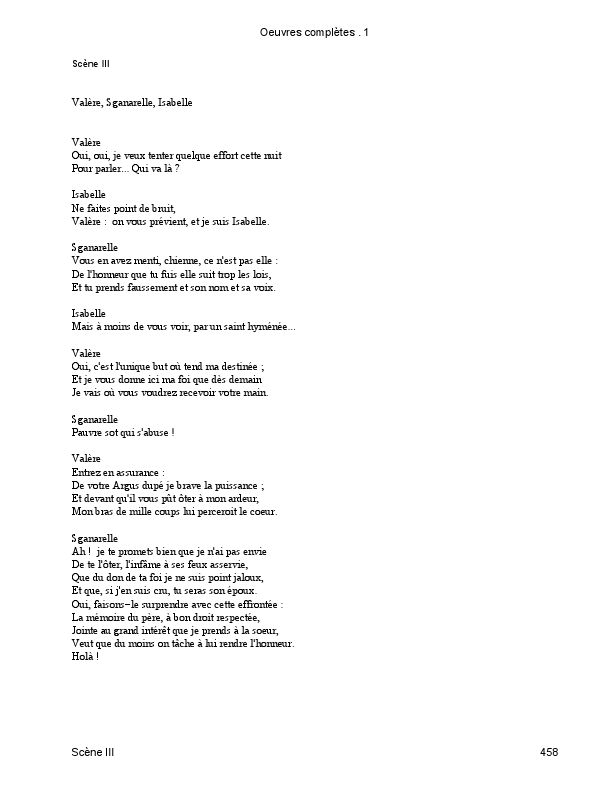 Oeuvres complètes . 1
Scène III
Valère, Sganarelle, Isabelle
Valère
Oui, oui, je veux tenter quelque effort cette nuit
Pour parler... Qui va là ?
Isabelle
Ne faites point de bruit,
Valère :  on vous prévient, et je suis Isabelle.
Sganarelle
Vous en avez menti, chienne, ce n'est pas elle :
De l'honneur que tu fuis elle suit trop les lois,
Et tu prends faussement et son nom et sa voix.
Isabelle
Mais à moins de vous voir, par un saint hyménée...
Valère
Oui, c'est l'unique but où tend ma destinée ;
Et je vous donne ici ma foi que dès demain
Je vais où vous voudrez recevoir votre main.
Sganarelle
Pauvre sot qui s'abuse !
Valère
Entrez en assurance :
De votre Argus dupé je brave la puissance ;
Et devant qu'il vous pût ôter à mon ardeur,
Mon bras de mille coups lui perceroit le coeur.
Sganarelle
Ah !  je te promets bien que je n'ai pas envie
De te l'ôter, l'infâme à ses feux asservie,
Que du don de ta foi je ne suis point jaloux,
Et que, si j'en suis cru, tu seras son époux.
Oui, faisons-le surprendre avec cette effrontée :
La mémoire du père, à bon droit respectée,
Jointe au grand intérêt que je prends à la soeur,
Veut que du moins on tâche à lui rendre l'honneur.
Holà !
Scène III
458